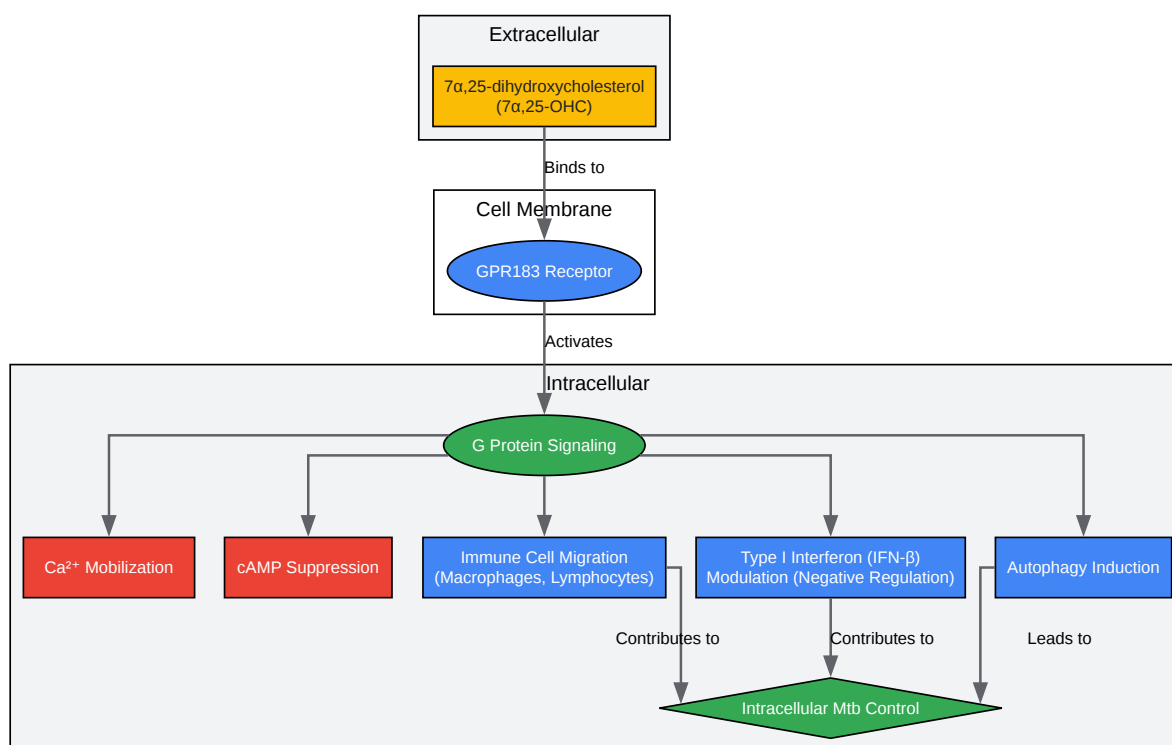 Extracellular
7α,25-dihydroxycholesterol
(7α,25-OHC)
Binds to
Cell Membrane
GPR183 Receptor
Activates
Intracellular
G Protein Signaling
Ca²⁺ Mobilization
cAMP Suppression
Immune Cell Migration
(Macrophages, Lymphocytes)
Type I Interferon (IFN-β)
Modulation (Negative Regulation)
Autophagy Induction
Contributes to
Contributes to
Leads to
Intracellular Mtb Control